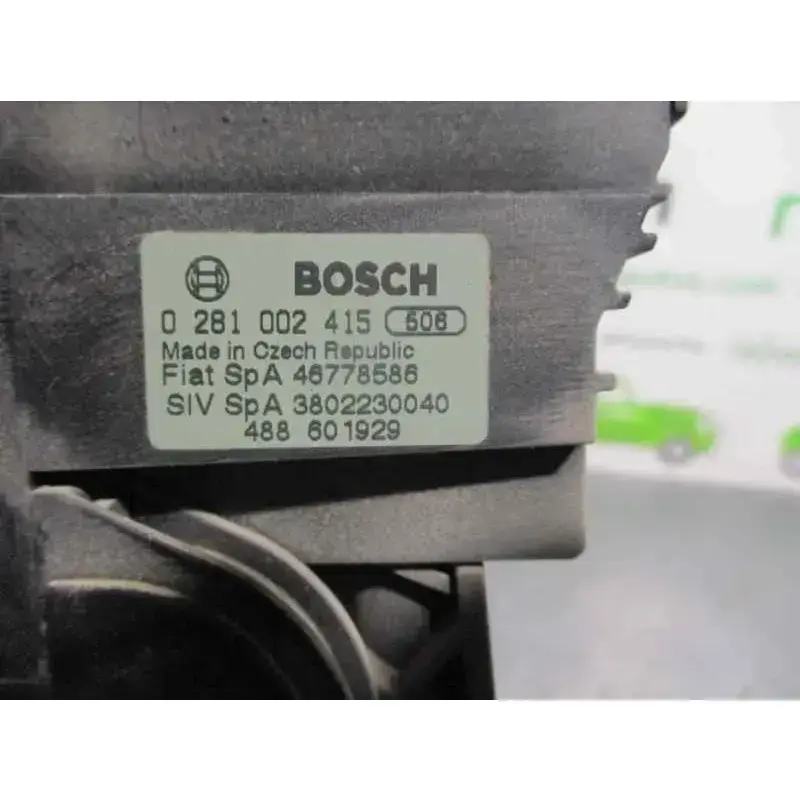 BOSCH
0 281 002 415 506
Made in Czech Republic
Fiat SpA 46778586
SIV SpA 3802230040
488 601929